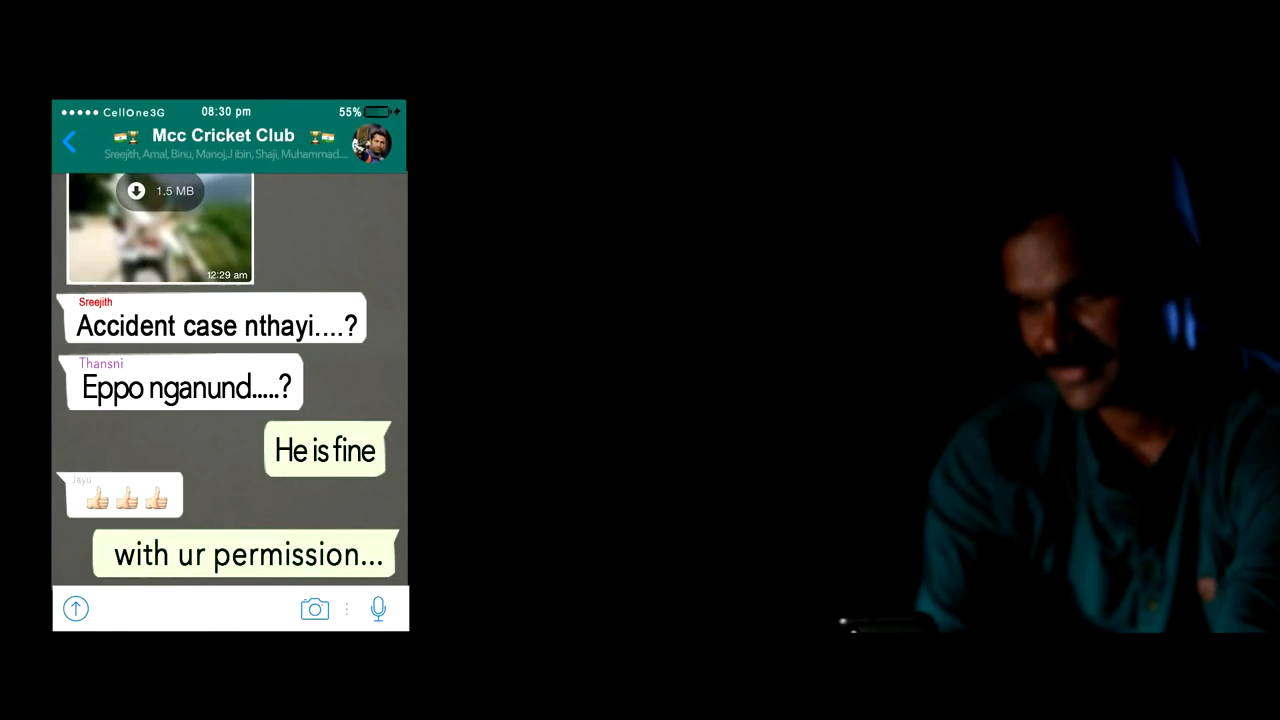 CellOne3G 08:30 pm 55%
Mcc Cricket Club
Sreejith, Amal, Binu, Manoj,Jibin, Shaji, Muhammad....
1.5 MB
12:29 am
Sreejith
Accident case nthayi....?
Thansni
Eppo nganund.....?
He is fine
Jayu
👍👍👍
with ur permission...